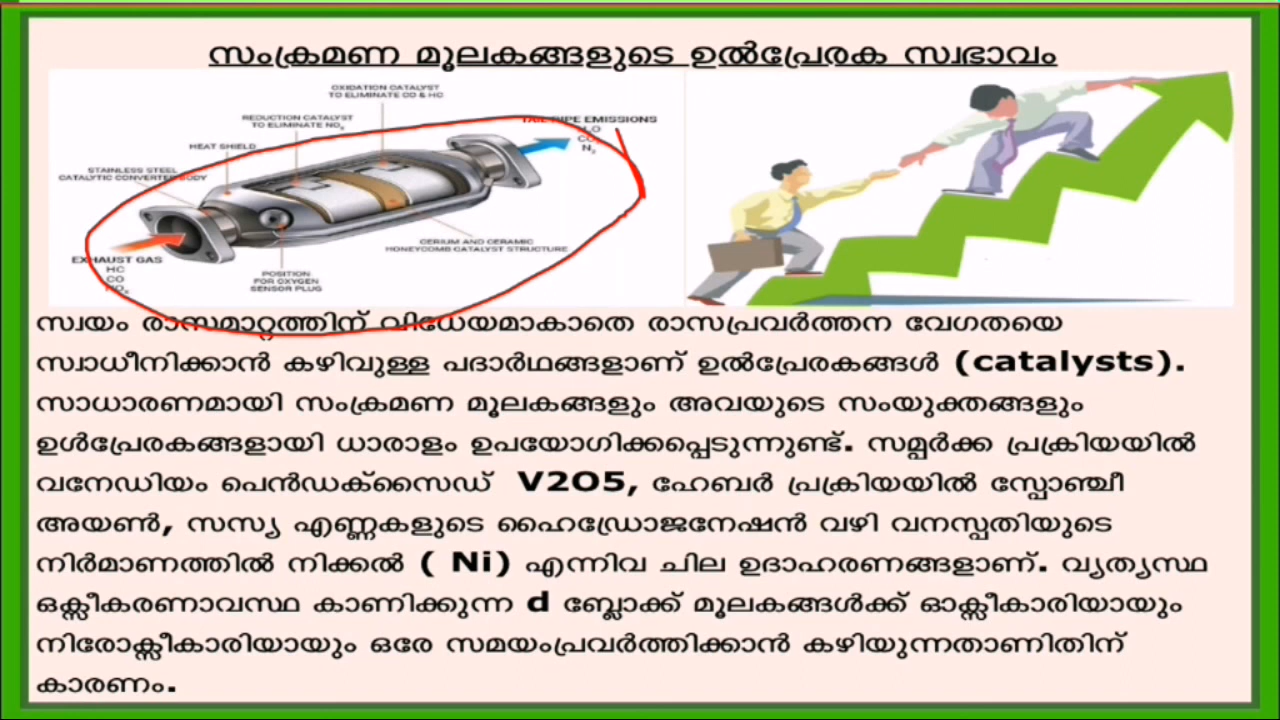 സംക്രമണ മൂലകങ്ങളുടെ ഉൽപ്രേരക സ്വഭാവം
OXIDATION CATALYST
TO ELIMINATE CO & HC
REDUCTION CATALYST
TO ELIMINATE NOx
TAIL PIPE EMISSIONS
H2O
CO2
N2
HEAT SHIELD
STAINLESS STEEL
CATALYTIC CONVERTER BODY
CERIUM AND CERAMIC
HONEYCOMB CATALYST STRUCTURE
EXHAUST GAS
HC
CO
NOx
POSITION
FOR OXYGEN
SENSOR PLUG
സ്വയം രാസമാറ്റത്തിന് വിധേയമാകാതെ രാസപ്രവർത്തന വേഗതയെ
സ്വാധീനിക്കാൻ കഴിവുള്ള പദാർഥങ്ങളാണ് ഉൽപ്രേരകങ്ങൾ (catalysts).
സാധാരണമായി സംക്രമണ മൂലകങ്ങളും അവയുടെ സംയുക്തങ്ങളും
ഉൾപ്രേരകങ്ങളായി ധാരാളം ഉപയോഗിക്കപ്പെടുന്നുണ്ട്. സമ്പർക്ക പ്രക്രിയയിൽ
വനേഡിയം പെൻഡക്സൈഡ് V2O5, ഹേബർ പ്രക്രിയയിൽ സ്പോഞ്ചീ
അയൺ, സസ്യ എണ്ണകളുടെ ഹൈഡ്രോജനേഷൻ വഴി വനസ്പതിയുടെ
നിർമാണത്തിൽ നിക്കൽ ( Ni) എന്നിവ ചില ഉദാഹരണങ്ങളാണ്. വ്യത്യസ്ഥ
ഒക്സീകരണാവസ്ഥ കാണിക്കുന്ന d ബ്ലോക്ക് മൂലകങ്ങൾക്ക് ഓക്സീകാരിയായും
നിരോക്സീകാരിയായും ഒരേ സമയംപ്രവർത്തിക്കാൻ കഴിയുന്നതാണിതിന്
കാരണം.